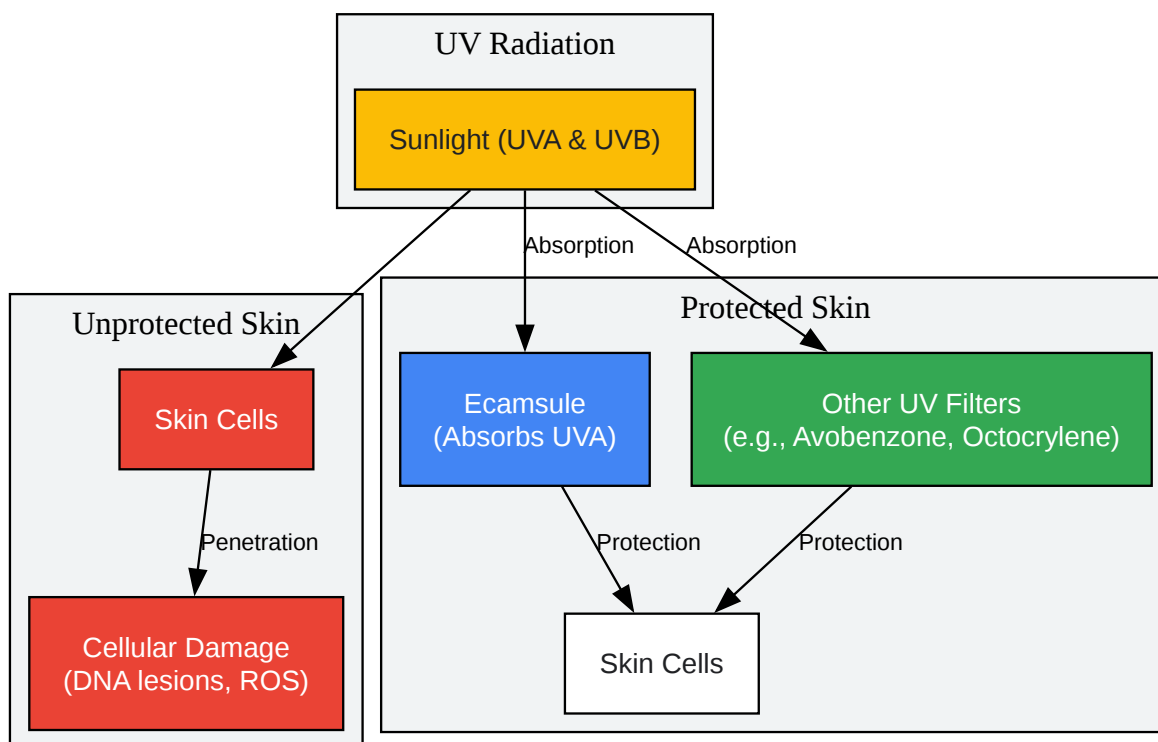 UV Radiation
Sunlight (UVA & UVB)
Absorption
Absorption
Unprotected Skin
Protected Skin
Skin Cells
Ecamsule
(Absorbs UVA)
Other UV Filters
(e.g., Avobenzone, Octocrylene)
Penetration
Protection
Protection
Cellular Damage
(DNA lesions, ROS)
Skin Cells